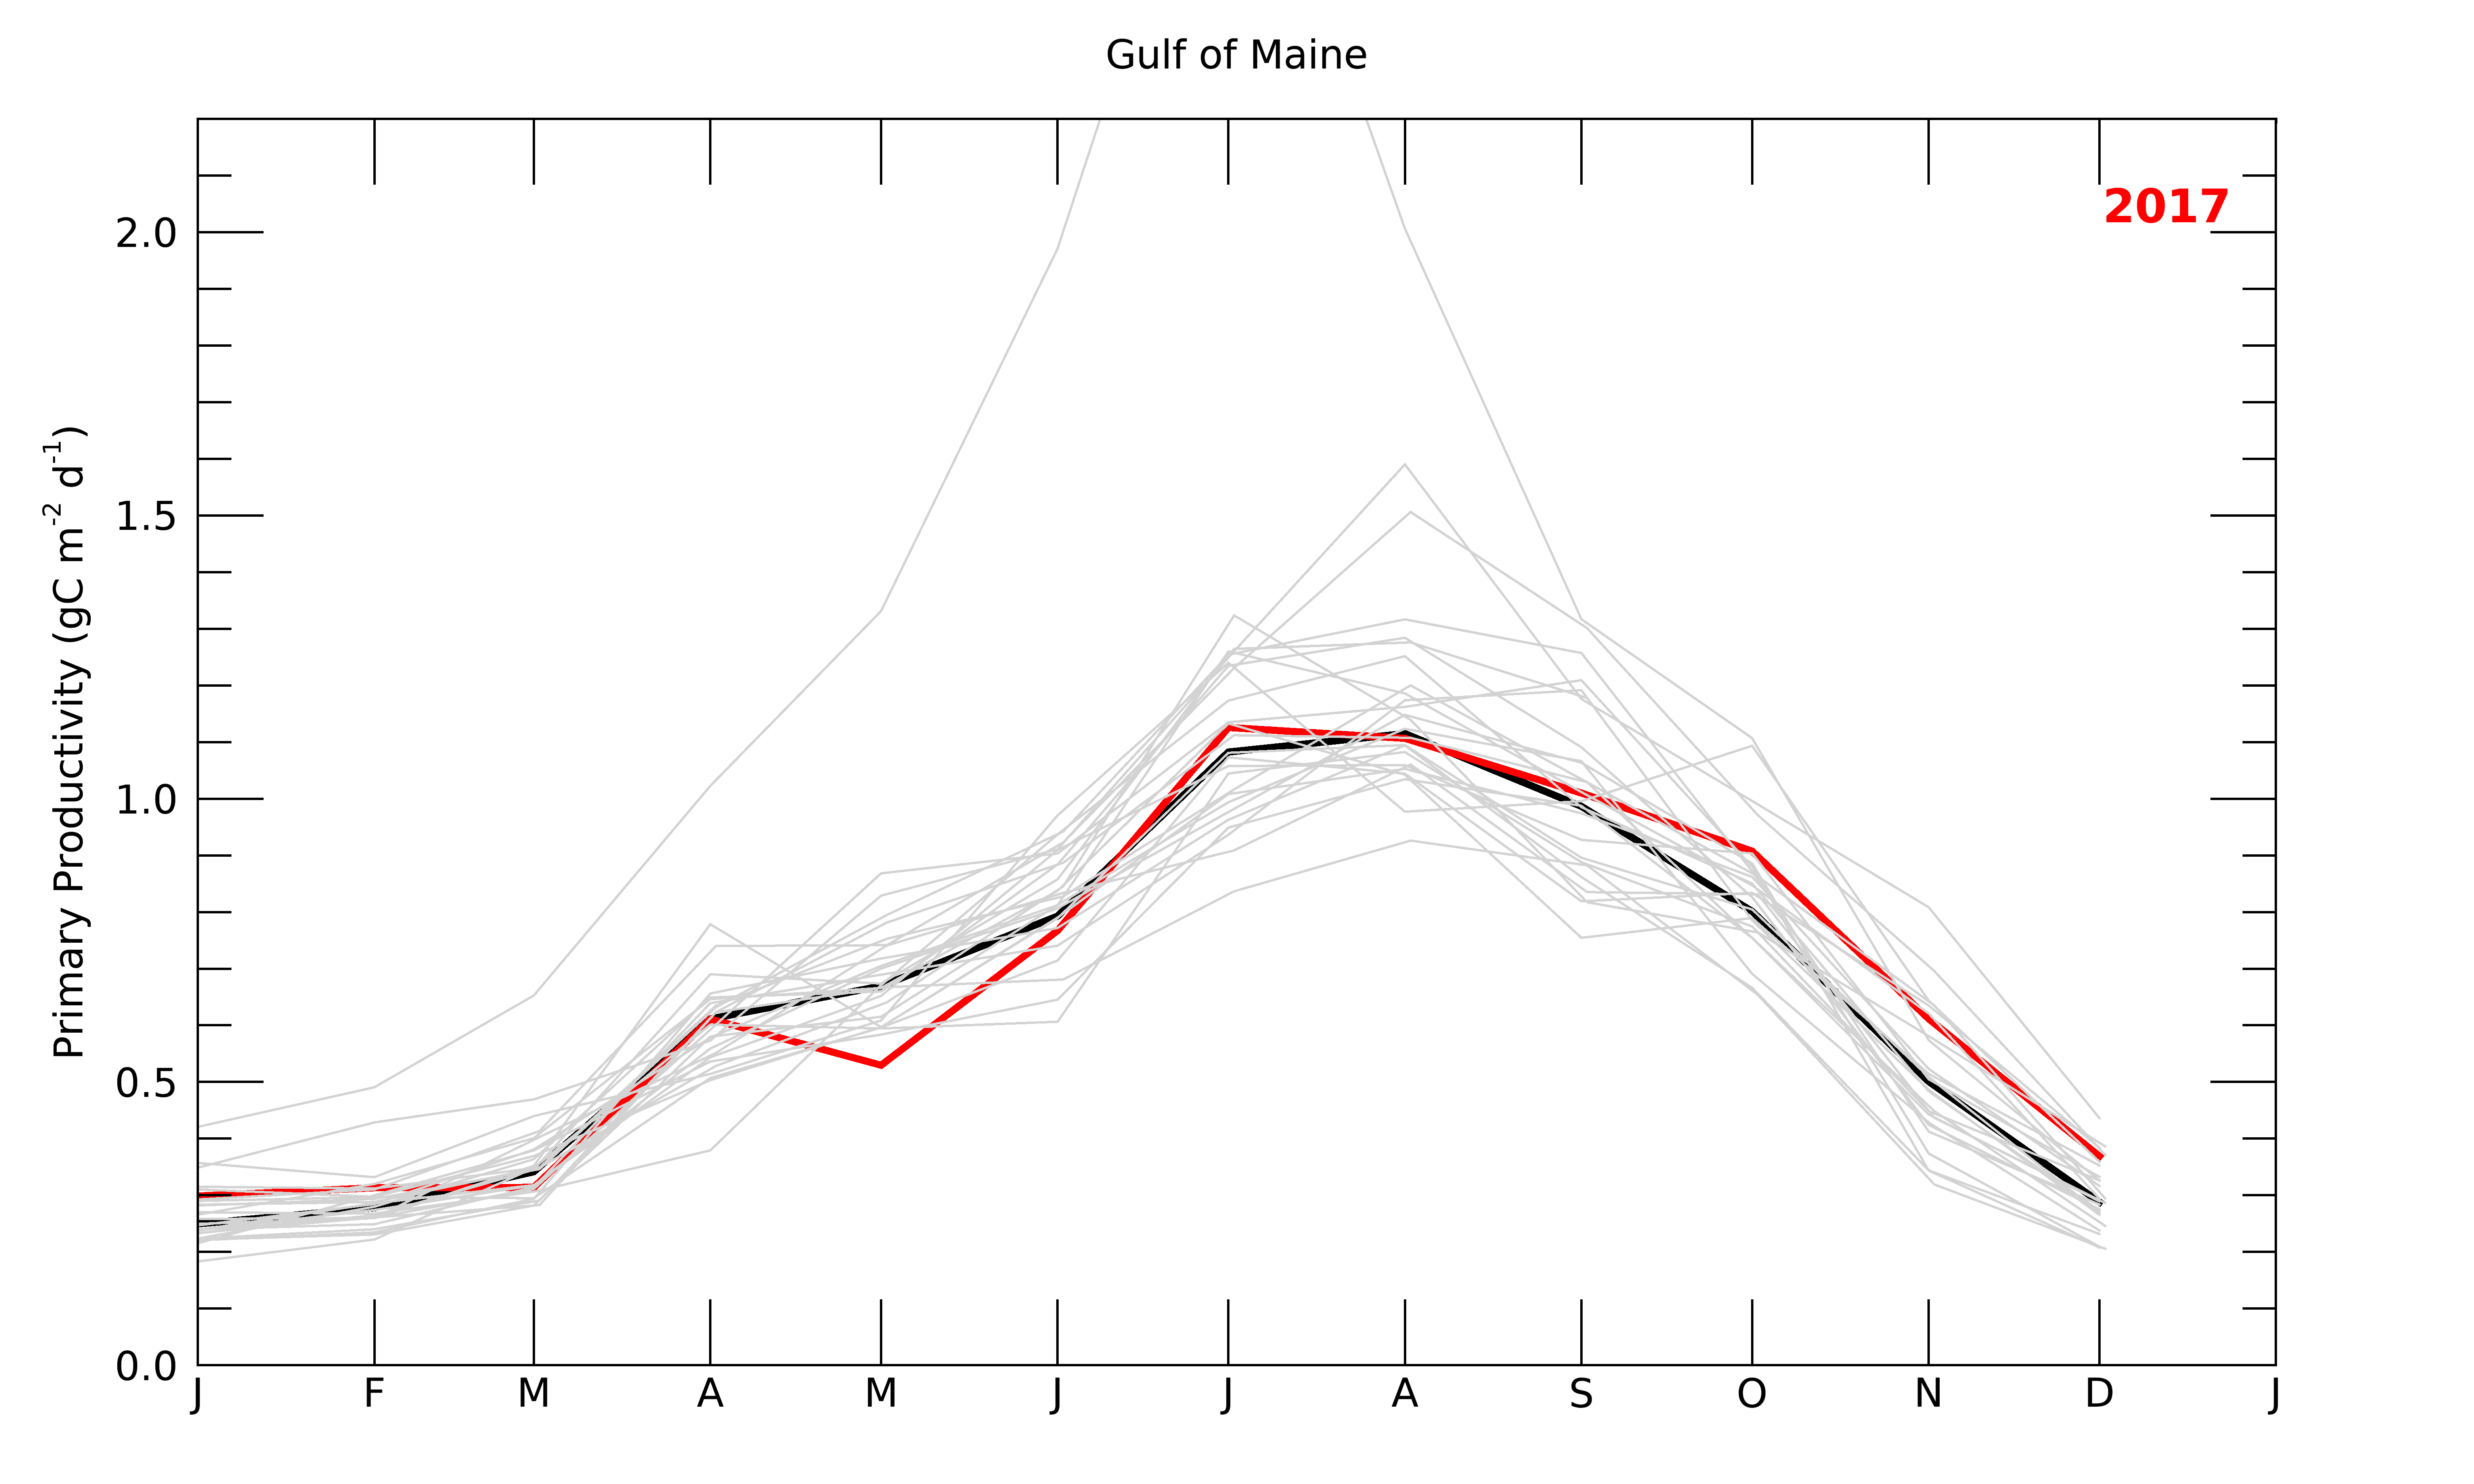 Gulf of Maine
2017
Primary Productivity (gC m-2 d-1)
2.0
1.5
1.0
0.5
0.0
J F M A M J J A S O N D J